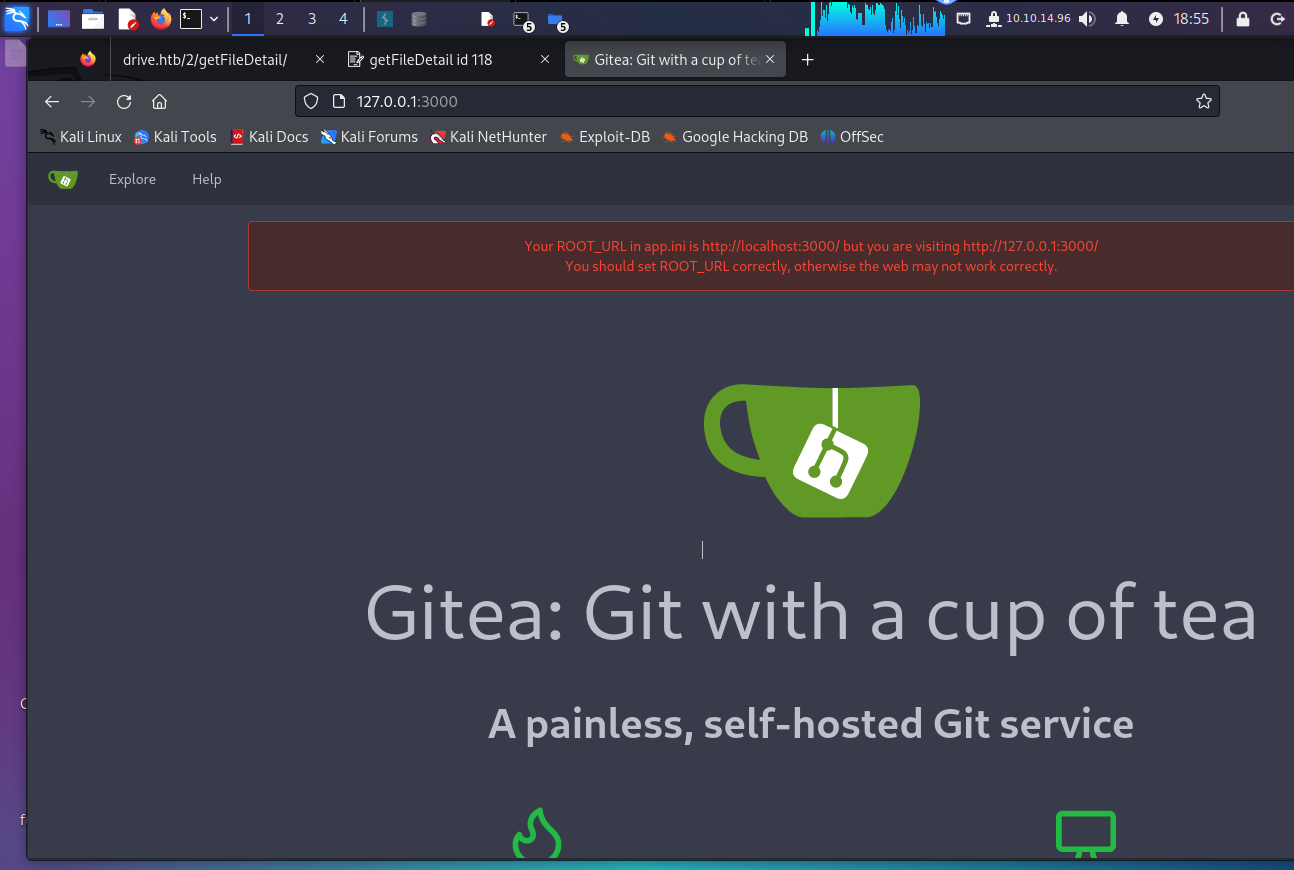 1 2 3 4 5 5 10.10.14.96 18:55
drive.htb/2/getFileDetail/ getFileDetail id 118 Gitea: Git with a cup of tea
127.0.0.1:3000
Kali Linux Kali Tools Kali Docs Kali Forums Kali NetHunter Exploit-DB Google Hacking DB OffSec
Explore Help
Your ROOT_URL in app.ini is http://localhost:3000/ but you are visiting http://127.0.0.1:3000/
You should set ROOT_URL correctly, otherwise the web may not work correctly.
Gitea: Git with a cup of tea
A painless, self-hosted Git service